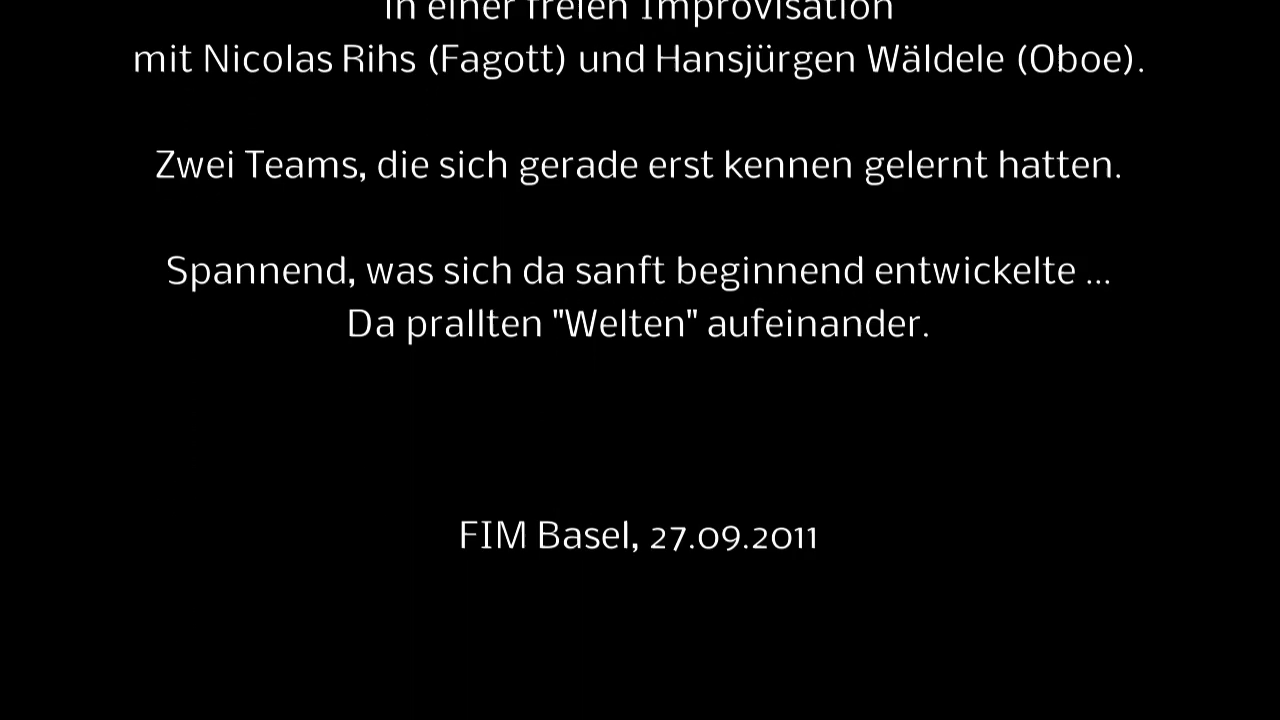 in einer freien Improvisation
mit Nicolas Rihs (Fagott) und Hansjürgen Wäldele (Oboe).
Zwei Teams, die sich gerade erst kennen gelernt hatten.
Spannend, was sich da sanft beginnend entwickelte ...
Da prallten "Welten" aufeinander.
FIM Basel, 27.09.2011